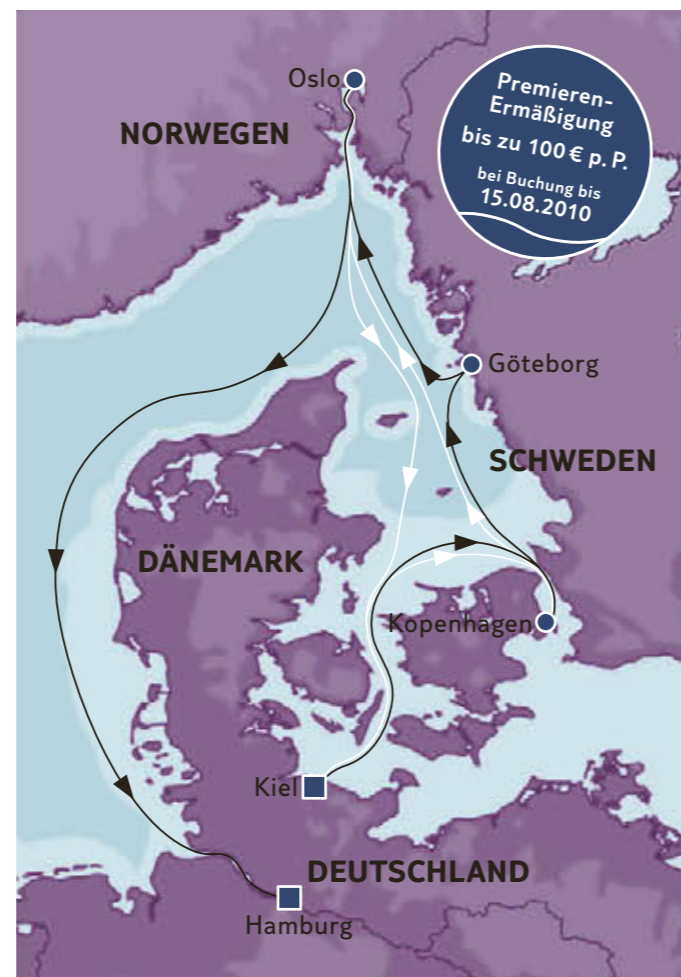 Oslo
NORWEGEN
Premieren-
Ermäßigung
bis zu 100 € p. P.
bei Buchung bis
15.08.2010
Göteborg
SCHWEDEN
DÄNEMARK
Kopenhagen
Kiel
DEUTSCHLAND
Hamburg